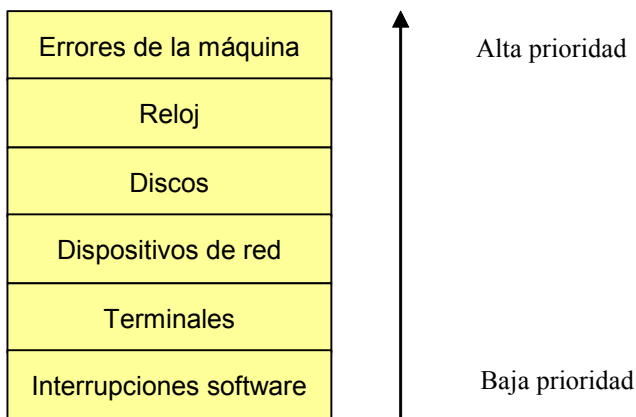 Errores de la máquina
Alta prioridad
Reloj
Discos
Dispositivos de red
Terminales
Interrupciones software
Baja prioridad